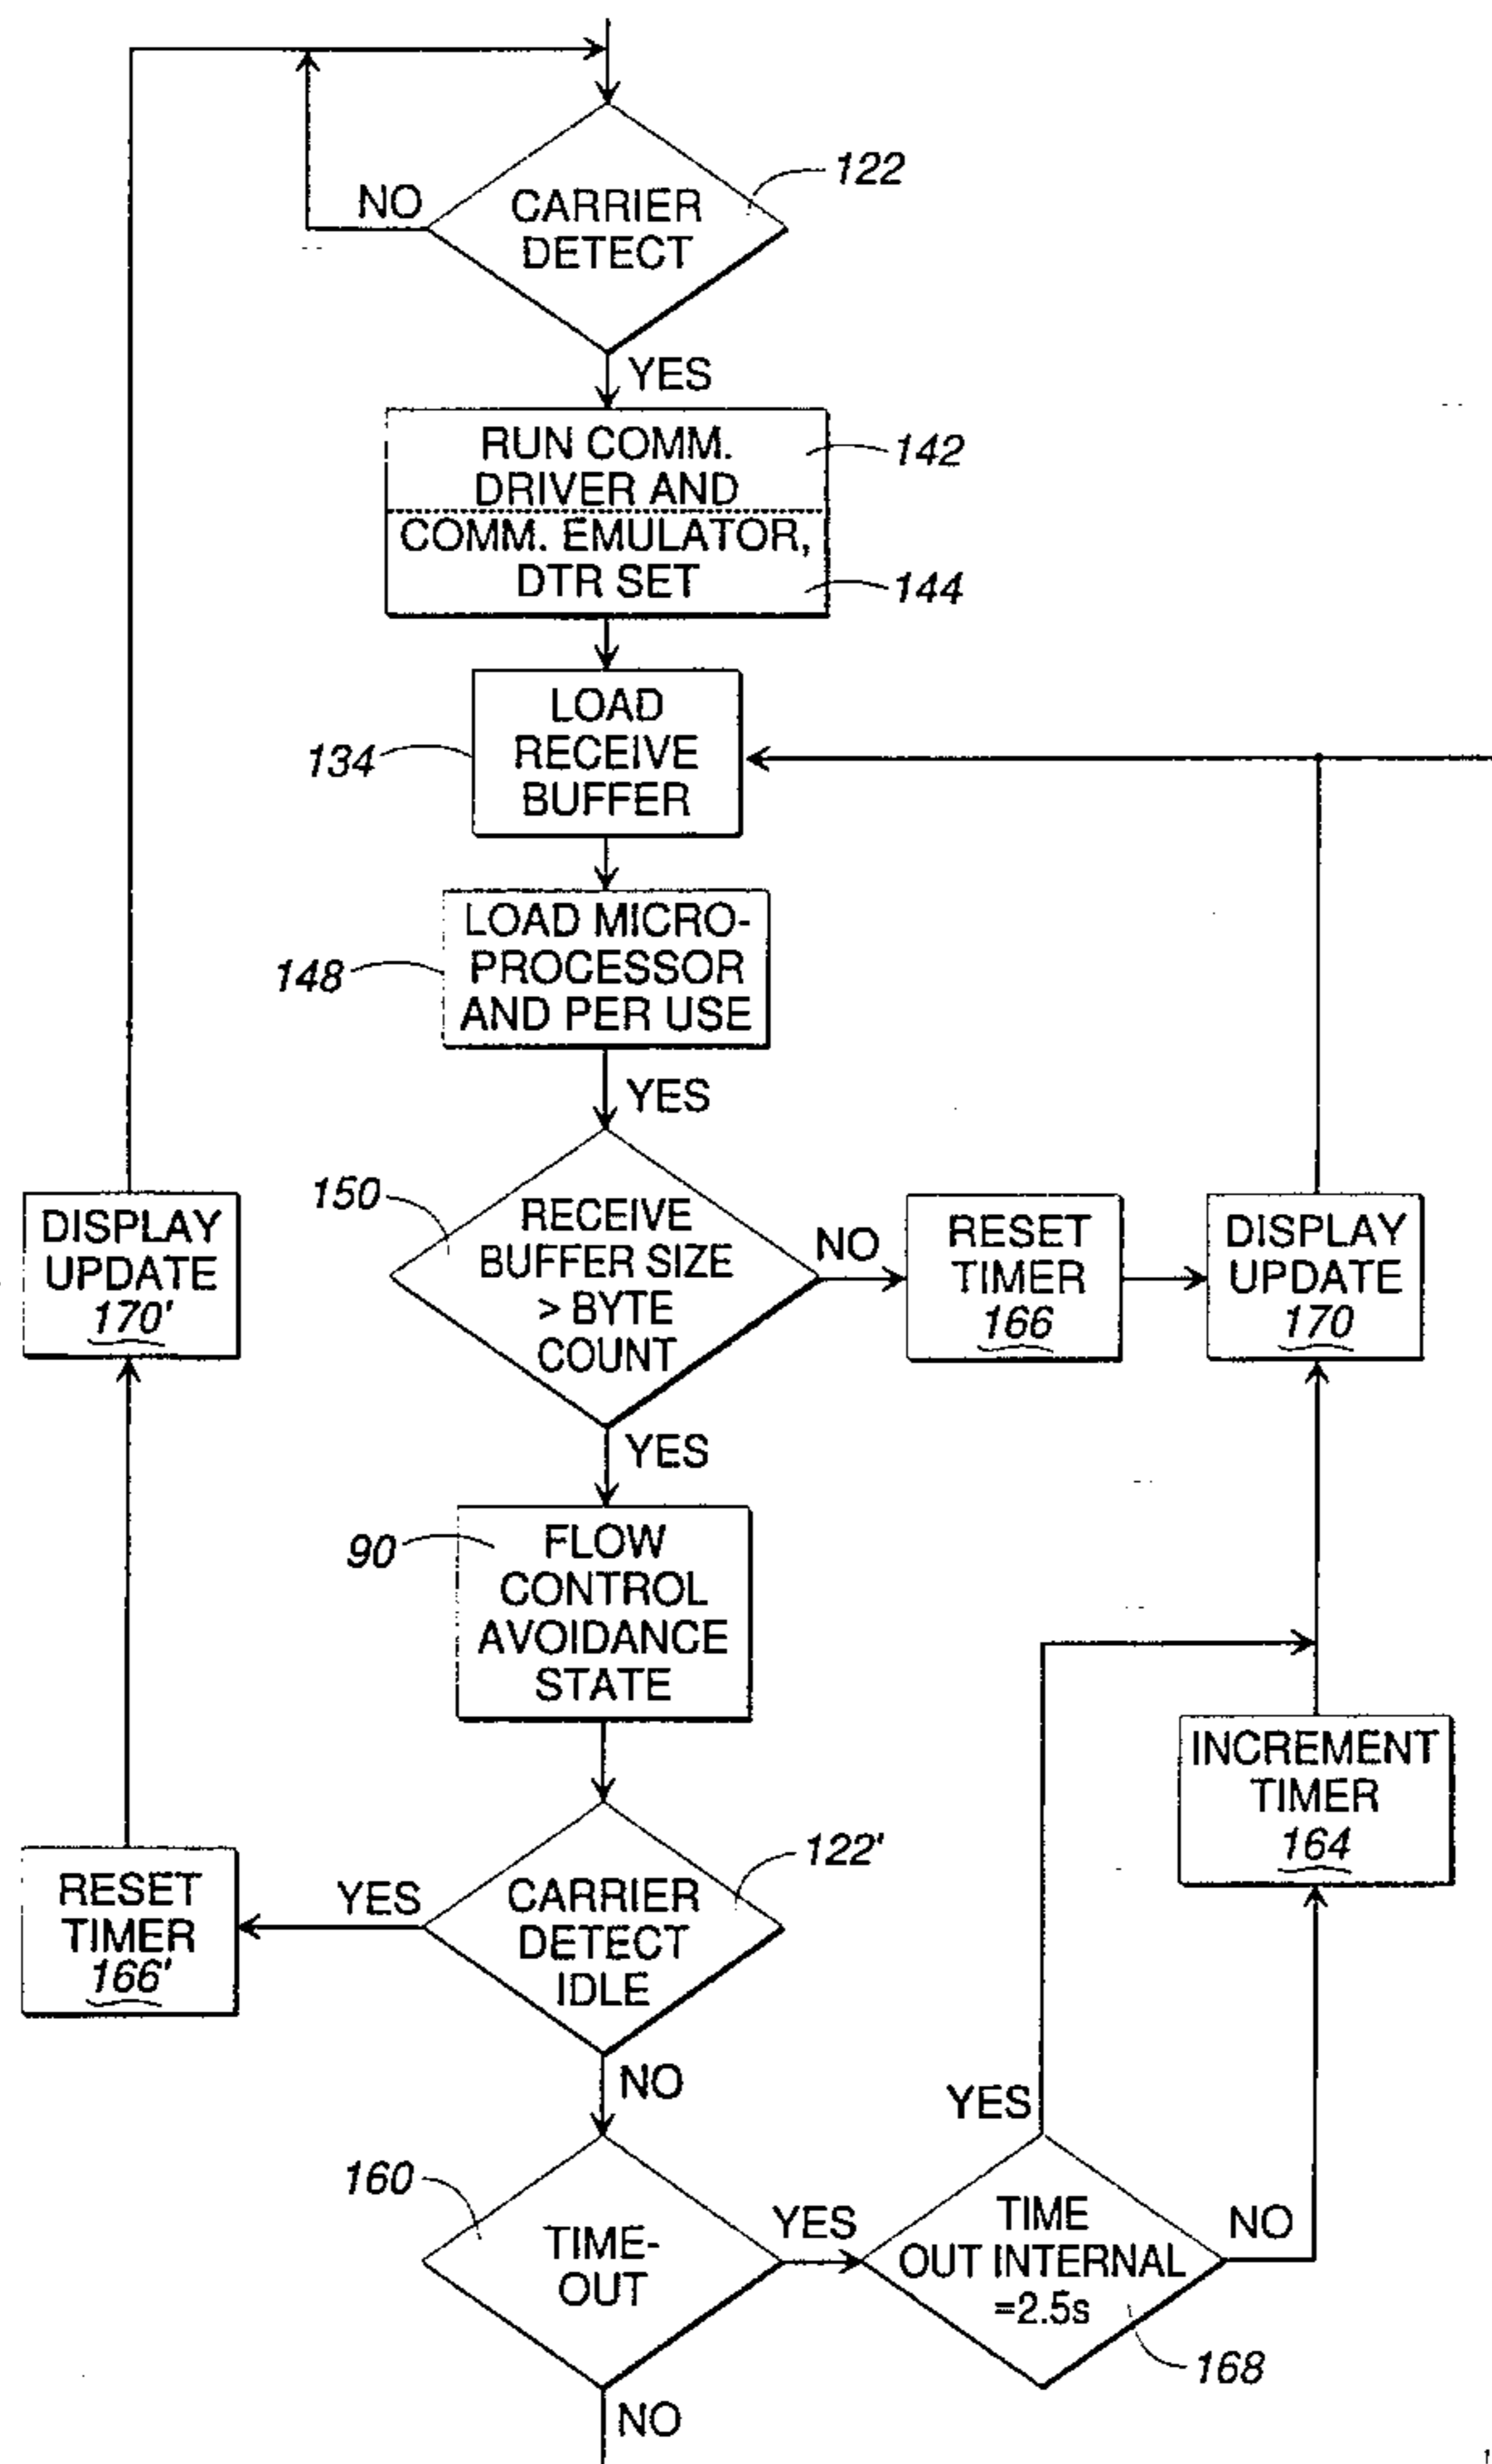 122
NO
CARRIER
DETECT
YES
RUN COMM.
DRIVER AND
142
COMM. EMULATOR,
DTR SET
144
LOAD
RECEIVE
BUFFER
134
LOAD MICRO-
PROCESSOR
AND PER USE
148
YES
150
RECEIVE
BUFFER SIZE
> BYTE
COUNT
NO
RESET
TIMER
166
DISPLAY
UPDATE
170
DISPLAY
UPDATE
170'
YES
90
FLOW
CONTROL
AVOIDANCE
STATE
INCREMENT
TIMER
164
122'
CARRIER
DETECT
IDLE
YES
RESET
TIMER
166'
NO
160
TIME-
OUT
YES
YES
TIME
OUT INTERNAL
=2.5s
NO
168
NO